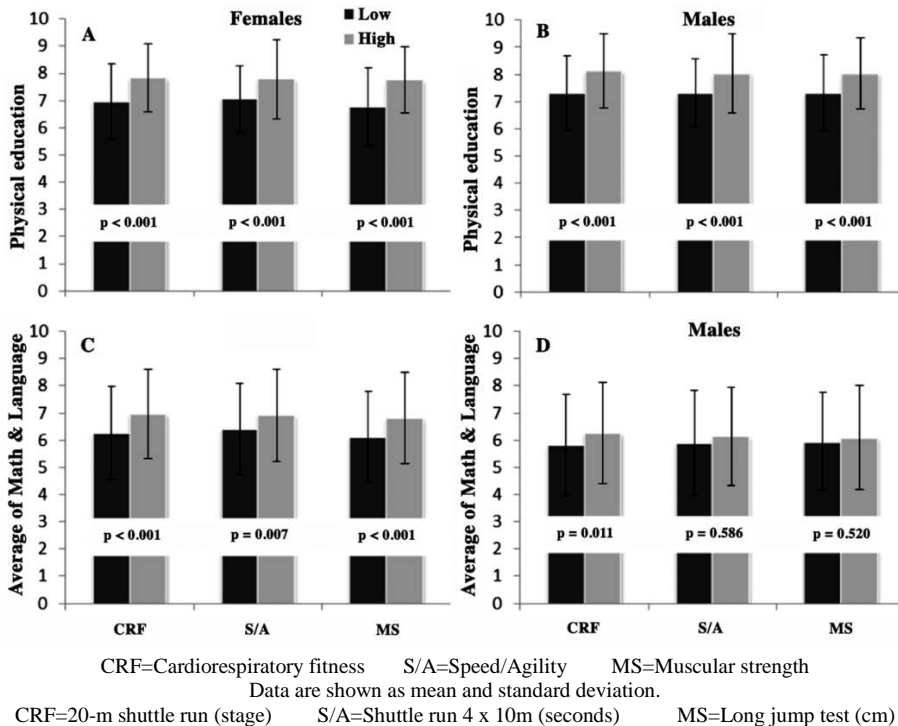 A
Females
Low
High
Physical education
10
9
8
7
6
5
4
3
2
1
0
p < 0.001
p < 0.001
p < 0.001
B
Males
Physical education
10
9
8
7
6
5
4
3
2
1
0
p < 0.001
p < 0.001
p < 0.001
C
Average of Math & Language
10
9
8
7
6
5
4
3
2
1
0
p < 0.001
p = 0.007
p < 0.001
CRF
S/A
MS
D
Males
Average of Math & Language
10
9
8
7
6
5
4
3
2
1
0
p = 0.011
p = 0.586
p = 0.520
CRF
S/A
MS
CRF=Cardiorespiratory fitness S/A=Speed/Agility MS=Muscular strength
Data are shown as mean and standard deviation.
CRF=20-m shuttle run (stage) S/A=Shuttle run 4 x 10m (seconds) MS=Long jump test (cm)